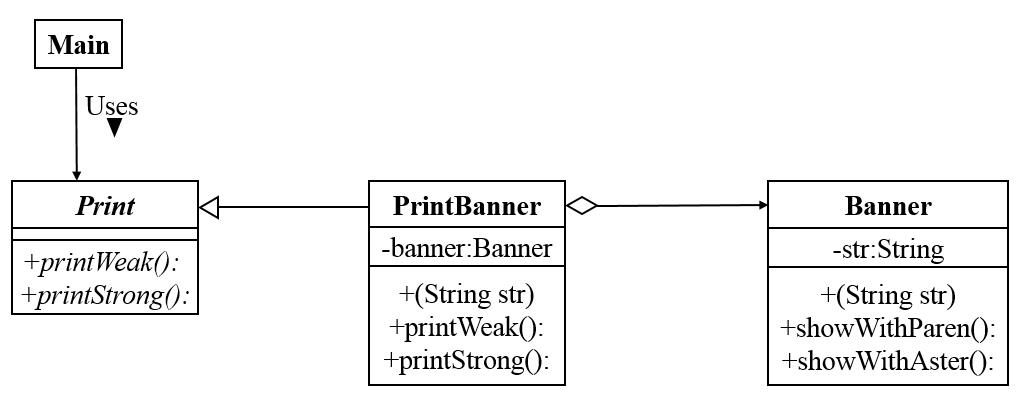 Main
Uses
Print
+printWeak():
+printStrong():
PrintBanner
-banner:Banner
+(String str)
+printWeak():
+printStrong():
Banner
-str:String
+(String str)
+showWithParen():
+showWithAster():